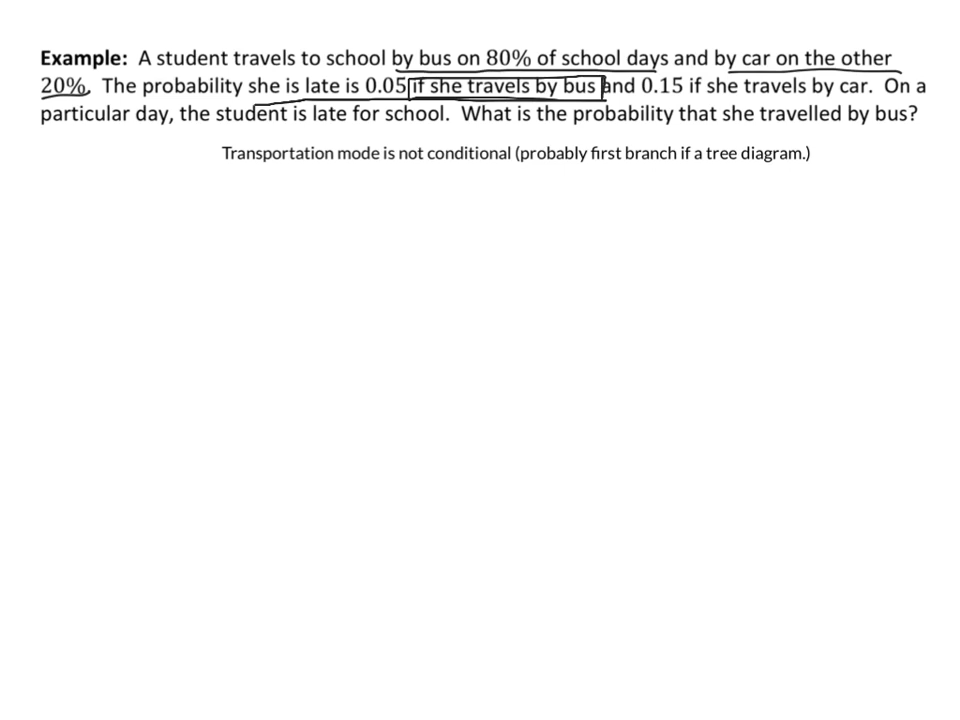 Example: A student travels to school by bus on 80% of school days and by car on the other
20%. The probability she is late is 0.05 if she travels by bus and 0.15 if she travels by car. On a
particular day, the student is late for school. What is the probability that she travelled by bus?
Transportation mode is not conditional (probably first branch if a tree diagram.)